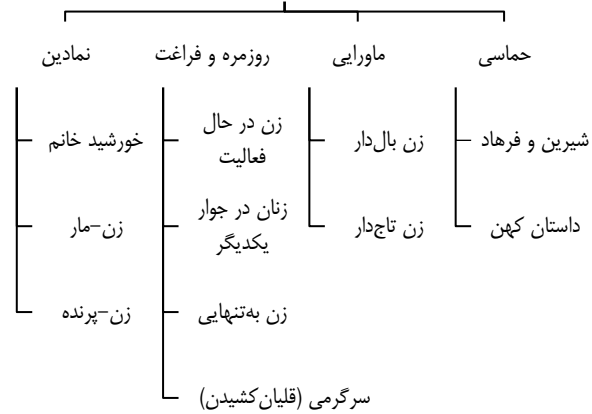 حماسی
ماورایی
روزمره و فراغت
نمادین
شیرین و فرهاد
داستان کهن
زن بال‌دار
زن تاج‌دار
زن در حال
فعالیت
زنان در جوار
یکدیگر
زن به‌تنهایی
سرگرمی (قلیان‌کشیدن)
خورشید خانم
زن-مار
زن-پرنده